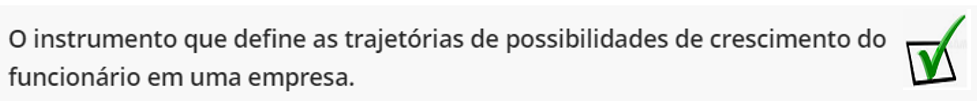 O instrumento que define as trajetórias de possibilidades de crescimento do
funcionário em uma empresa.